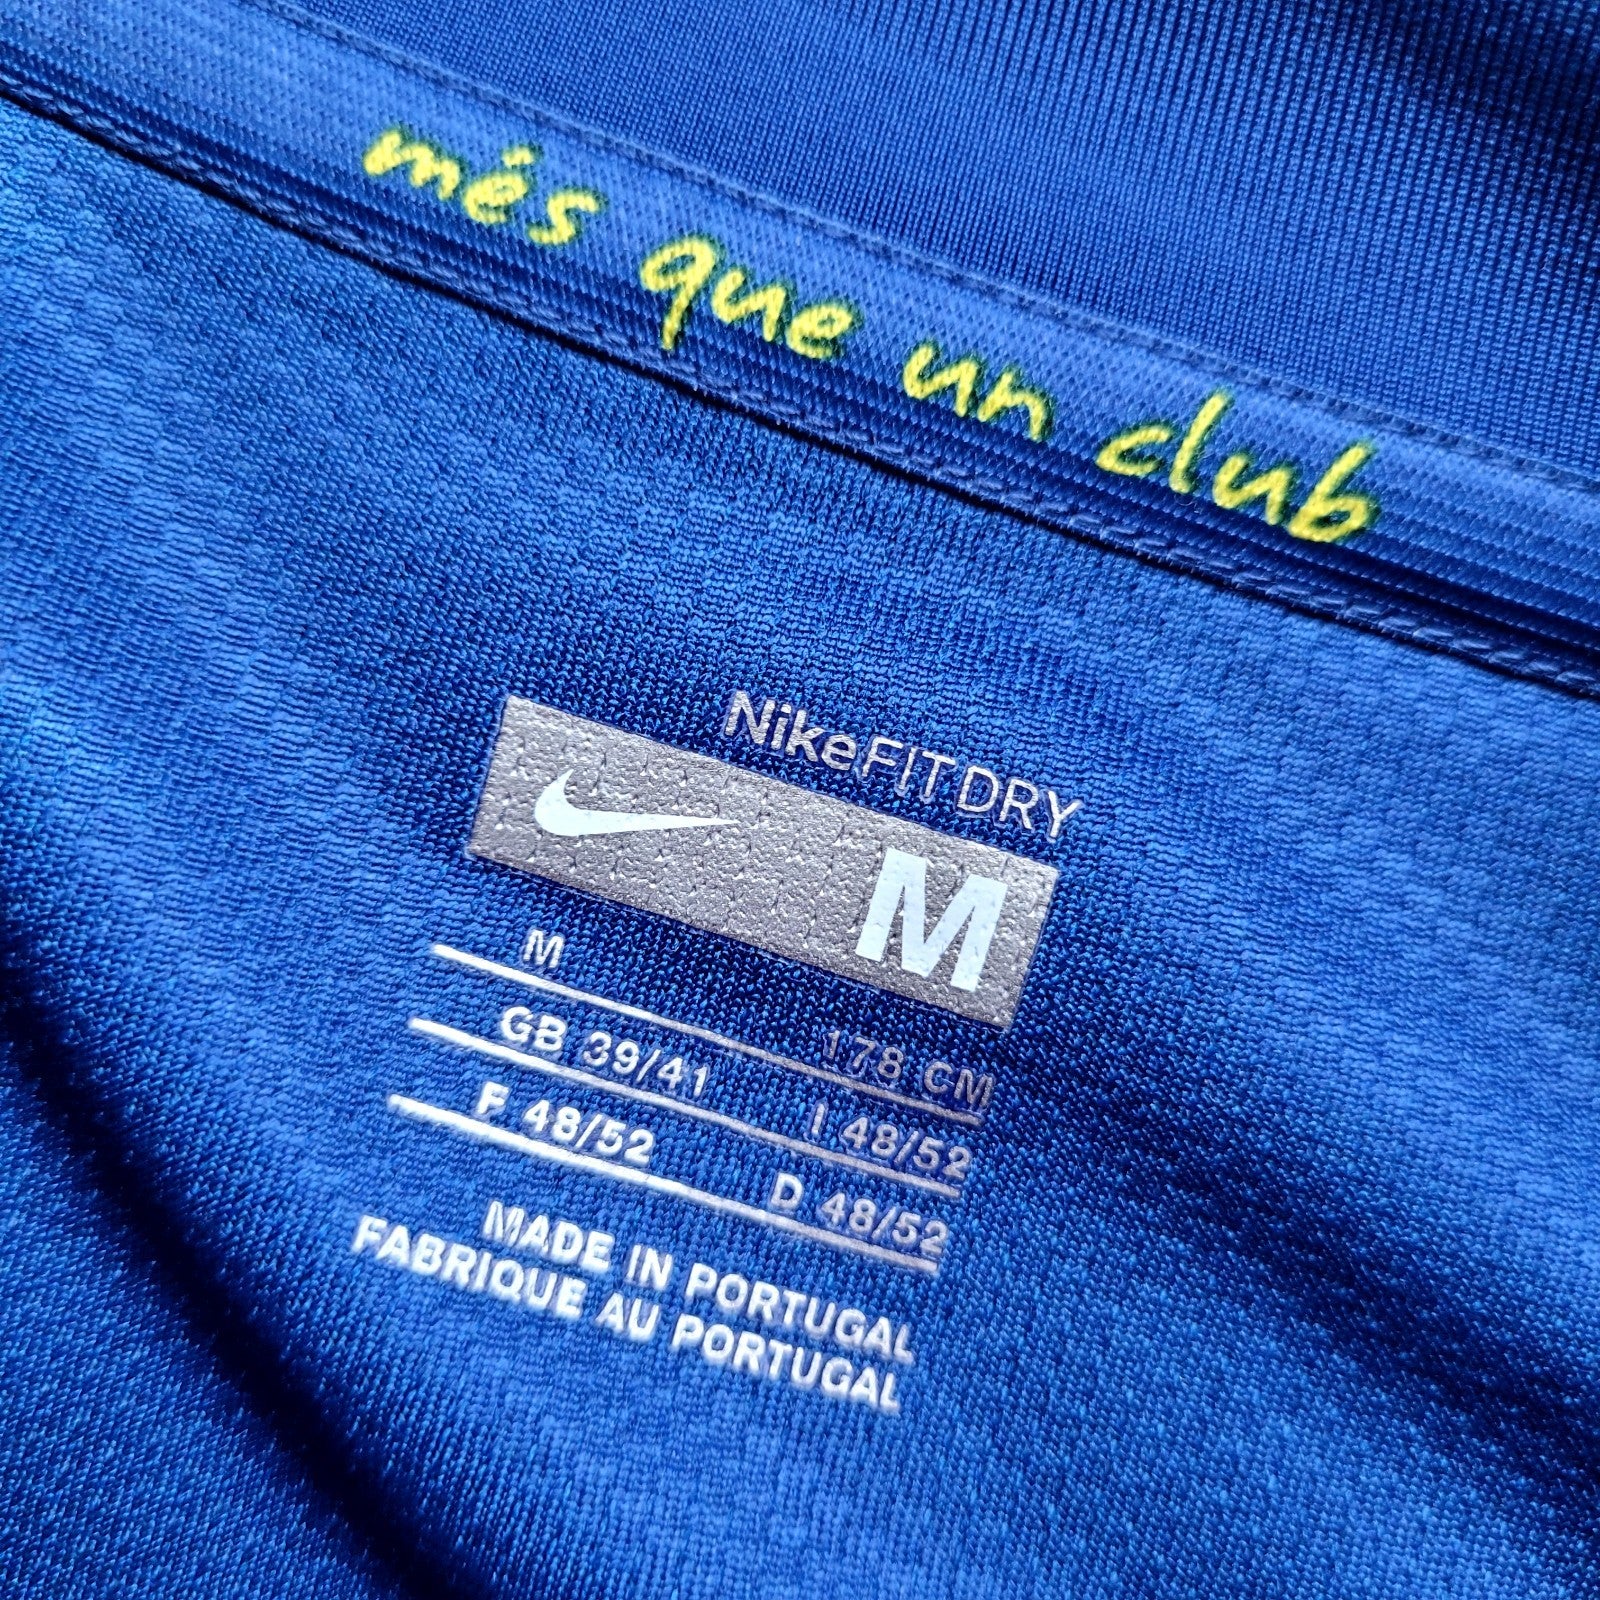 més que un club
NikeFIT DRY
M
M 178 CM
GB 39/41 I 48/52
F 48/52 D 48/52
MADE IN PORTUGAL
FABRIQUE AU PORTUGAL